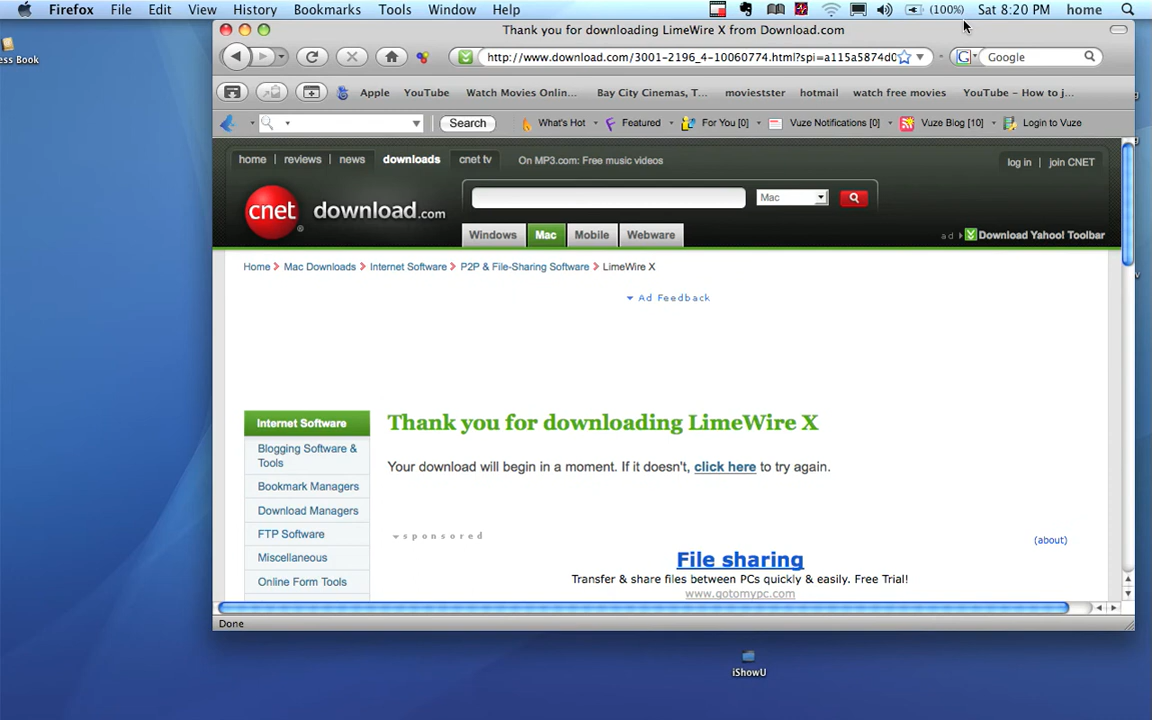 Firefox File Edit View History Bookmarks Tools Window Help (100%) Sat 8:20 PM home
ess Book
Thank you for downloading LimeWire X from Download.com
http://www.download.com/3001-2196_4-10060774.html?spi=a115a5874d0 G Google
Apple YouTube Watch Movies Onlin... Bay City Cinemas, T... moviestster hotmail watch free movies YouTube - How to j...
Search What's Hot Featured For You [0] Vuze Notifications [0] Vuze Blog [10] Login to Vuze
home | reviews | news downloads cnet tv On MP3.com: Free music videos log in | join CNET
cnet download.com Mac
Windows Mac Mobile Webware ad Download Yahoo! Toolbar
Home > Mac Downloads > Internet Software > P2P & File-Sharing Software > LimeWire X
Ad Feedback
Internet Software
Blogging Software &
Tools
Bookmark Managers
Download Managers
FTP Software
Miscellaneous
Online Form Tools
Thank you for downloading LimeWire X
Your download will begin in a moment. If it doesn't, click here to try again.
sponsored (about)
File sharing
Transfer & share files between PCs quickly & easily. Free Trial!
www.gotomypc.com
Done
iShowU